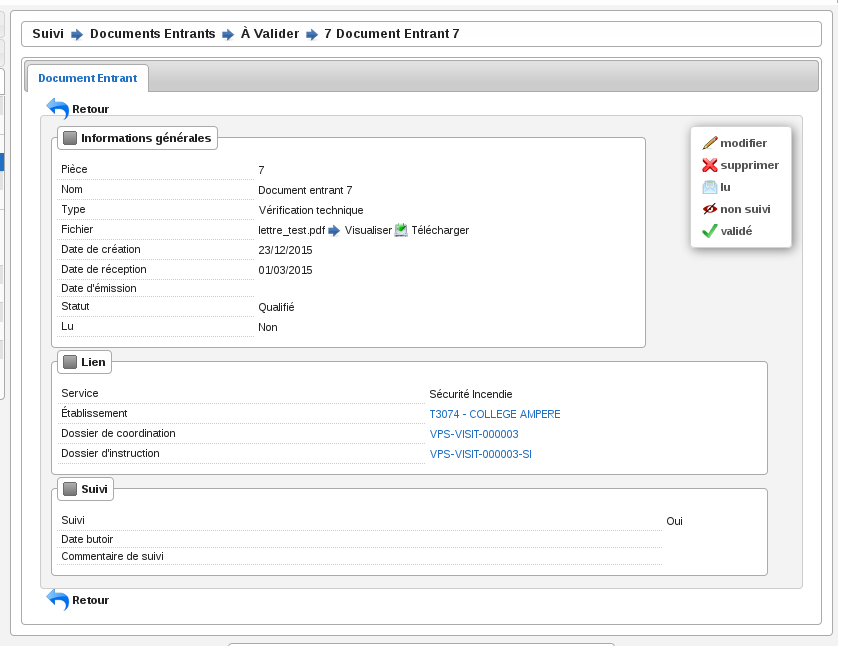 Suivi Documents Entrants À Valider 7 Document Entrant 7
Document Entrant
Retour
Informations générales
Pièce 7
Nom Document entrant 7
Type Vérification technique
Fichier lettre_test.pdf Visualiser Télécharger
Date de création 23/12/2015
Date de réception 01/03/2015
Date d'émission
Statut Qualifié
Lu Non
modifier
supprimer
lu
non suivi
validé
Lien
Service Sécurité Incendie
Établissement T3074 - COLLEGE AMPERE
Dossier de coordination VPS-VISIT-000003
Dossier d'instruction VPS-VISIT-000003-SI
Suivi
Suivi Oui
Date butoir
Commentaire de suivi
Retour